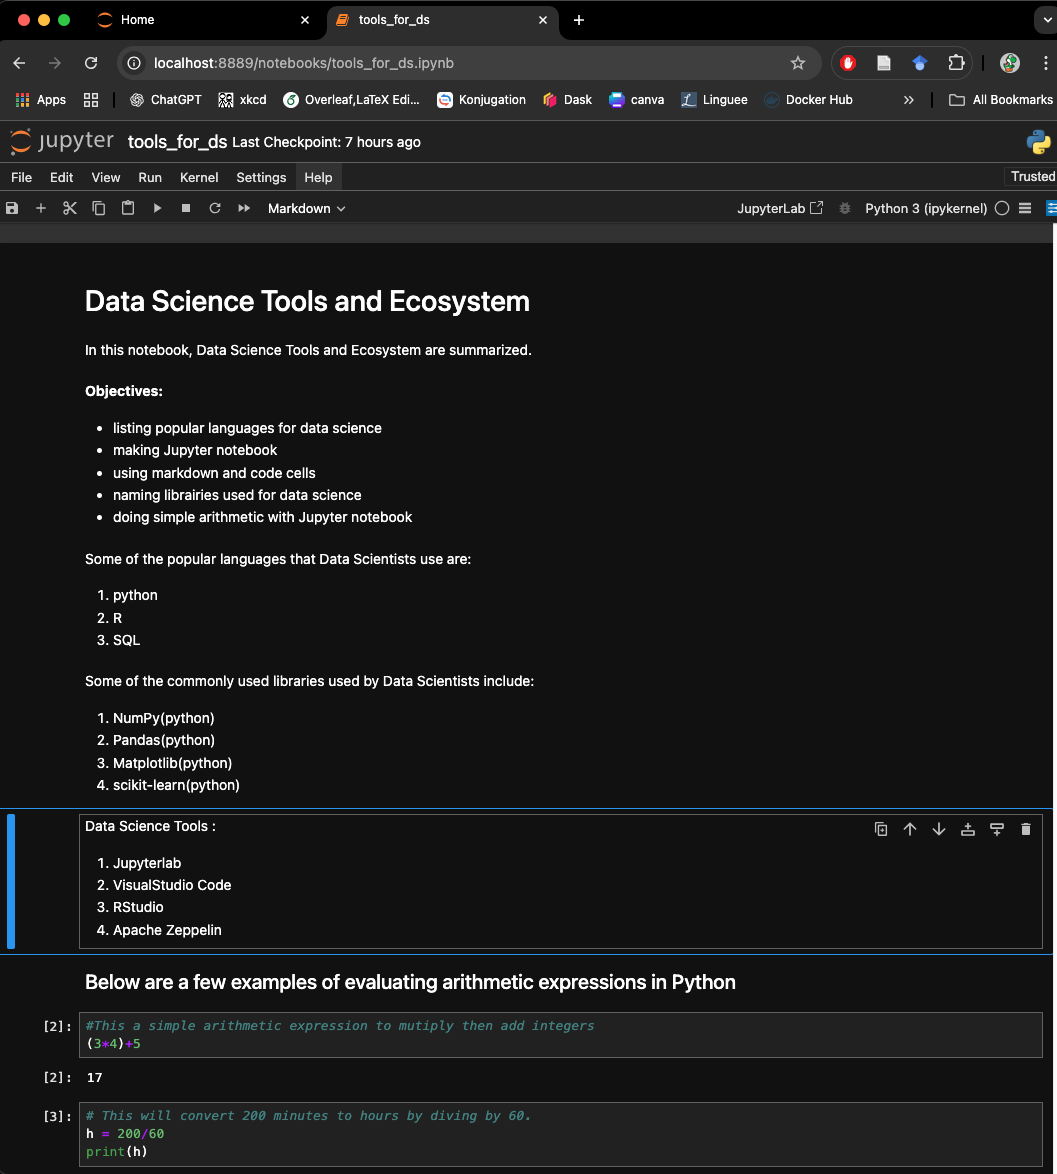 Home
tools_for_ds
localhost:8889/notebooks/tools_for_ds.ipynb
Apps
ChatGPT
xkcd
Overleaf,LaTeX Edi...
Konjugation
Dask
canva
Linguee
Docker Hub
All Bookmarks
jupyter tools_for_ds Last Checkpoint: 7 hours ago
File Edit View Run Kernel Settings Help
Trusted
Markdown
JupyterLab
Python 3 (ipykernel)
Data Science Tools and Ecosystem
In this notebook, Data Science Tools and Ecosystem are summarized.
Objectives:
• listing popular languages for data science
• making Jupyter notebook
• using markdown and code cells
• naming librairies used for data science
• doing simple arithmetic with Jupyter notebook
Some of the popular languages that Data Scientists use are:
1. python
2. R
3. SQL
Some of the commonly used libraries used by Data Scientists include:
1. NumPy(python)
2. Pandas(python)
3. Matplotlib(python)
4. scikit-learn(python)
Data Science Tools :
1. Jupyterlab
2. VisualStudio Code
3. RStudio
4. Apache Zeppelin
Below are a few examples of evaluating arithmetic expressions in Python
[2]: #This a simple arithmetic expression to mutiply then add integers
(3*4)+5
[2]: 17
[3]: # This will convert 200 minutes to hours by diving by 60.
h = 200/60
print(h)